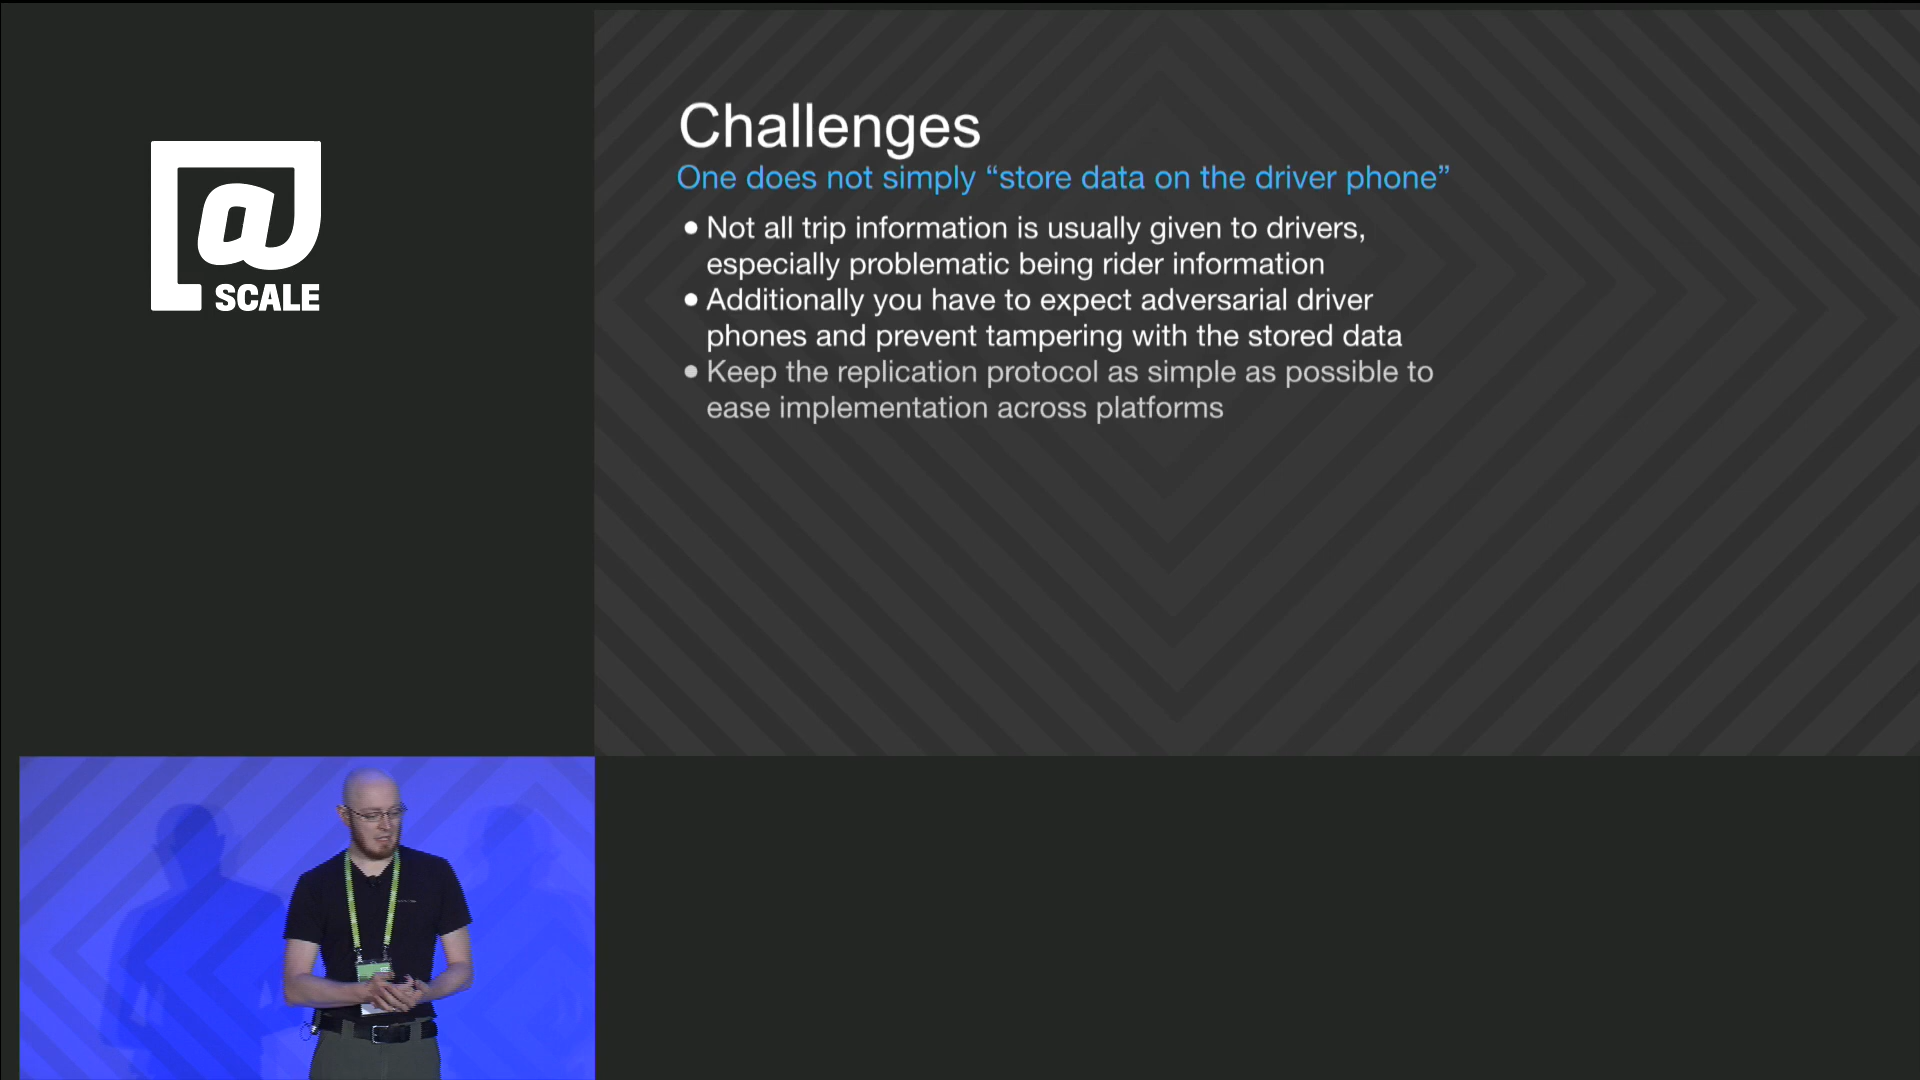 @
SCALE
Challenges
One does not simply “store data on the driver phone”
● Not all trip information is usually given to drivers,
especially problematic being rider information
● Additionally you have to expect adversarial driver
phones and prevent tampering with the stored data
● Keep the replication protocol as simple as possible to
ease implementation across platforms